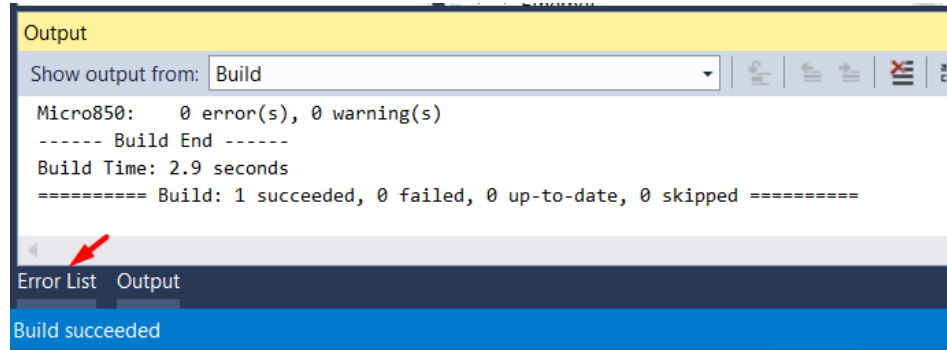 Output
Show output from: Build
Micro850: 0 error(s), 0 warning(s)
------ Build End ------
Build Time: 2.9 seconds
========== Build: 1 succeeded, 0 failed, 0 up-to-date, 0 skipped ==========
Error List Output
Build succeeded